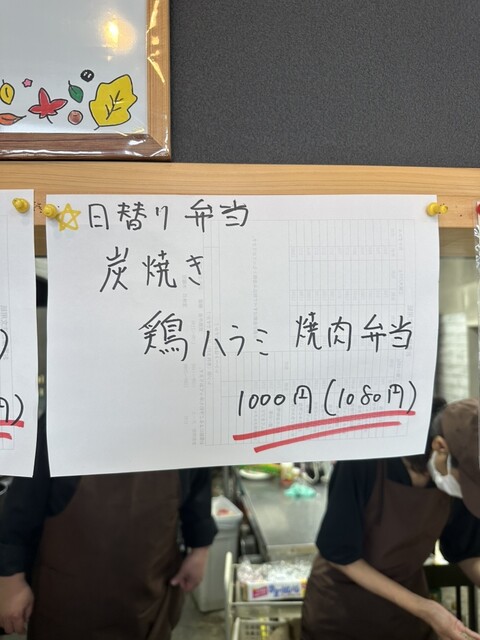 ☆日替り弁当
炭焼き
鶏ハラミ 焼肉弁当
1000円(1080円)
円)